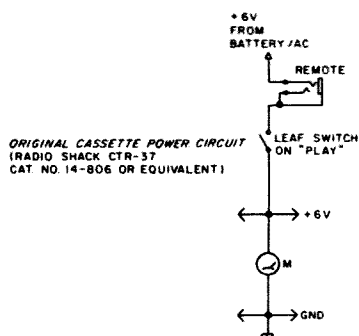 +6V
FROM
BATTERY/AC
REMOTE
ORIGINAL CASSETTE POWER CIRCUIT
(RADIO SHACK CTR-37
CAT. NO. 14-806 OR EQUIVALENT)
LEAF SWITCH
ON "PLAY"
+6V
M
GND